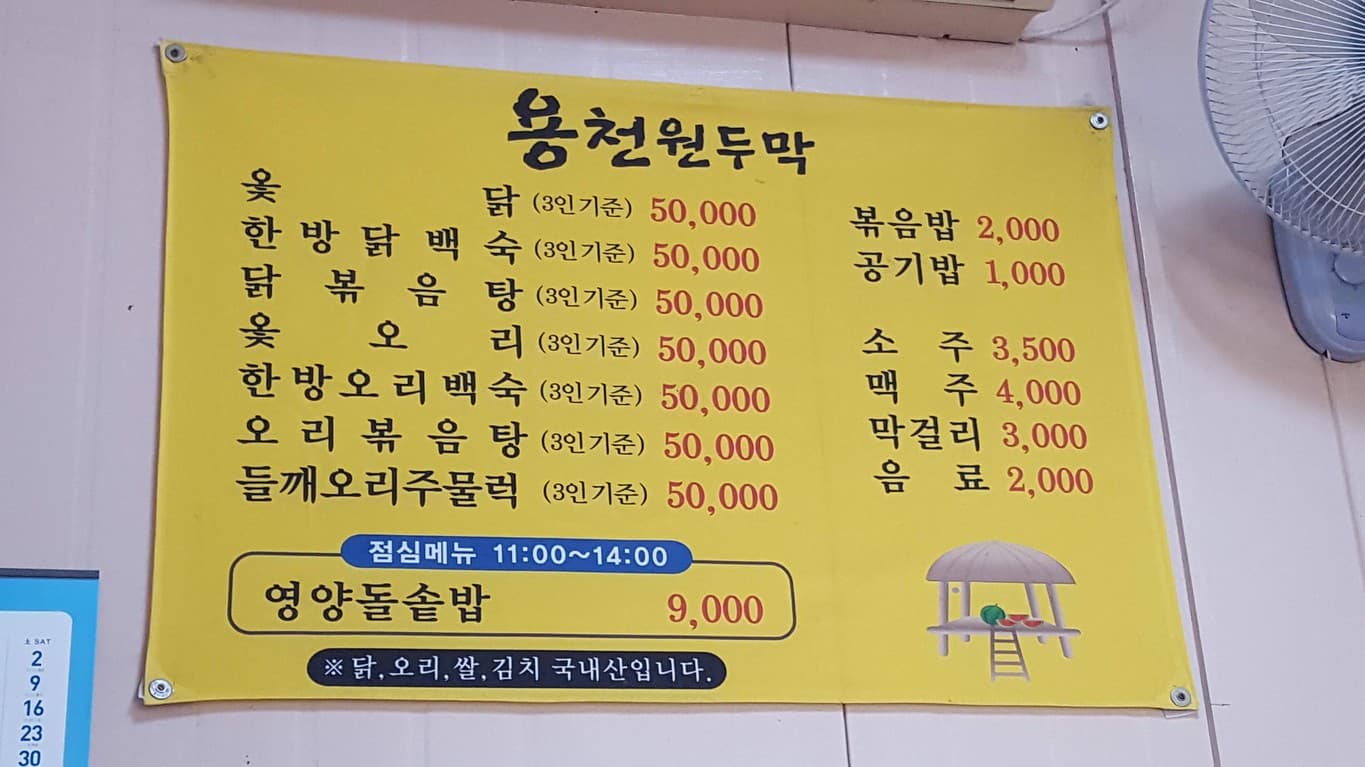 용천원두막
옻 닭 (3인기준) 50,000
한방닭백숙 (3인기준) 50,000
닭볶음탕 (3인기준) 50,000
옻오리 (3인기준) 50,000
한방오리백숙 (3인기준) 50,000
오리볶음탕 (3인기준) 50,000
들깨오리주물럭 (3인기준) 50,000
볶음밥 2,000
공기밥 1,000
소주 3,500
맥주 4,000
막걸리 3,000
음료 2,000
점심메뉴 11:00~14:00
영양돌솥밥 9,000
※ 닭,오리,쌀,김치 국내산입니다.
토 SAT
2
9
16
23
30